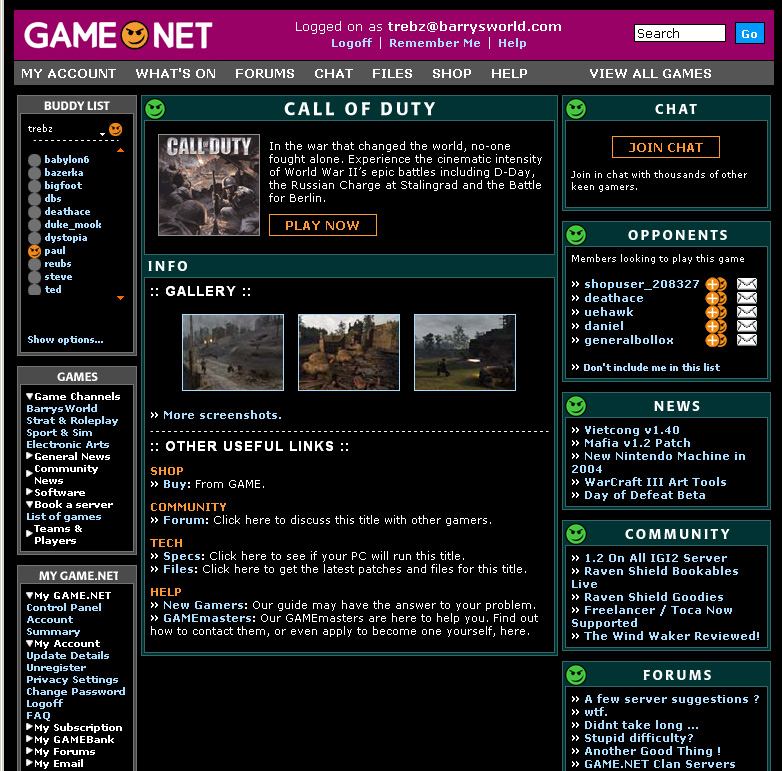 GAME NET
Logged on as trebz@barrysworld.com
Logoff | Remember Me | Help
Search
Go
MY ACCOUNT WHAT'S ON FORUMS CHAT FILES SHOP HELP VIEW ALL GAMES
BUDDY LIST
trebz
babylon6
bazerka
bigfoot
dbs
deathace
duke_mook
dystopia
paul
reubs
steve
ted
Show options...
GAMES
Game Channels
BarrysWorld
Strat & Roleplay
Sport & Sim
Electronic Arts
General News
Community
News
Software
Book a server
List of games
Teams &
Players
MY GAME.NET
My GAME.NET
Control Panel
Account
Summary
My Account
Update Details
Unregister
Privacy Settings
Change Password
Logoff
FAQ
My Subscription
My GAMEBank
My Forums
My Email
CALL OF DUTY
CALL OF DUTY
In the war that changed the world, no-one
fought alone. Experience the cinematic intensity
of World War II's epic battles including D-Day,
the Russian Charge at Stalingrad and the Battle
for Berlin.
PLAY NOW
INFO
:: GALLERY ::
» More screenshots.
:: OTHER USEFUL LINKS ::
SHOP
» Buy: From GAME.
COMMUNITY
» Forum: Click here to discuss this title with other gamers.
TECH
» Specs: Click here to see if your PC will run this title.
» Files: Click here to get the latest patches and files for this title.
HELP
» New Gamers: Our guide may have the answer to your problem.
» GAMEmasters: Our GAMEmasters are here to help you. Find out
how to contact them, or even apply to become one yourself, here.
CHAT
JOIN CHAT
Join in chat with thousands of other
keen gamers.
OPPONENTS
Members looking to play this game
» shopuser_208327
» deathace
» uehawk
» daniel
» generalbollox
» Don't include me in this list
NEWS
» Vietcong v1.40
» Mafia v1.2 Patch
» New Nintendo Machine in
2004
» WarCraft III Art Tools
» Day of Defeat Beta
COMMUNITY
» 1.2 On All IGI2 Server
» Raven Shield Bookables
Live
» Raven Shield Goodies
» Freelancer / Toca Now
Supported
» The Wind Waker Reviewed!
FORUMS
» A few server suggestions ?
» wtf.
» Didnt take long ...
» Stupid difficulty?
» Another Good Thing !
» GAME.NET Clan Servers